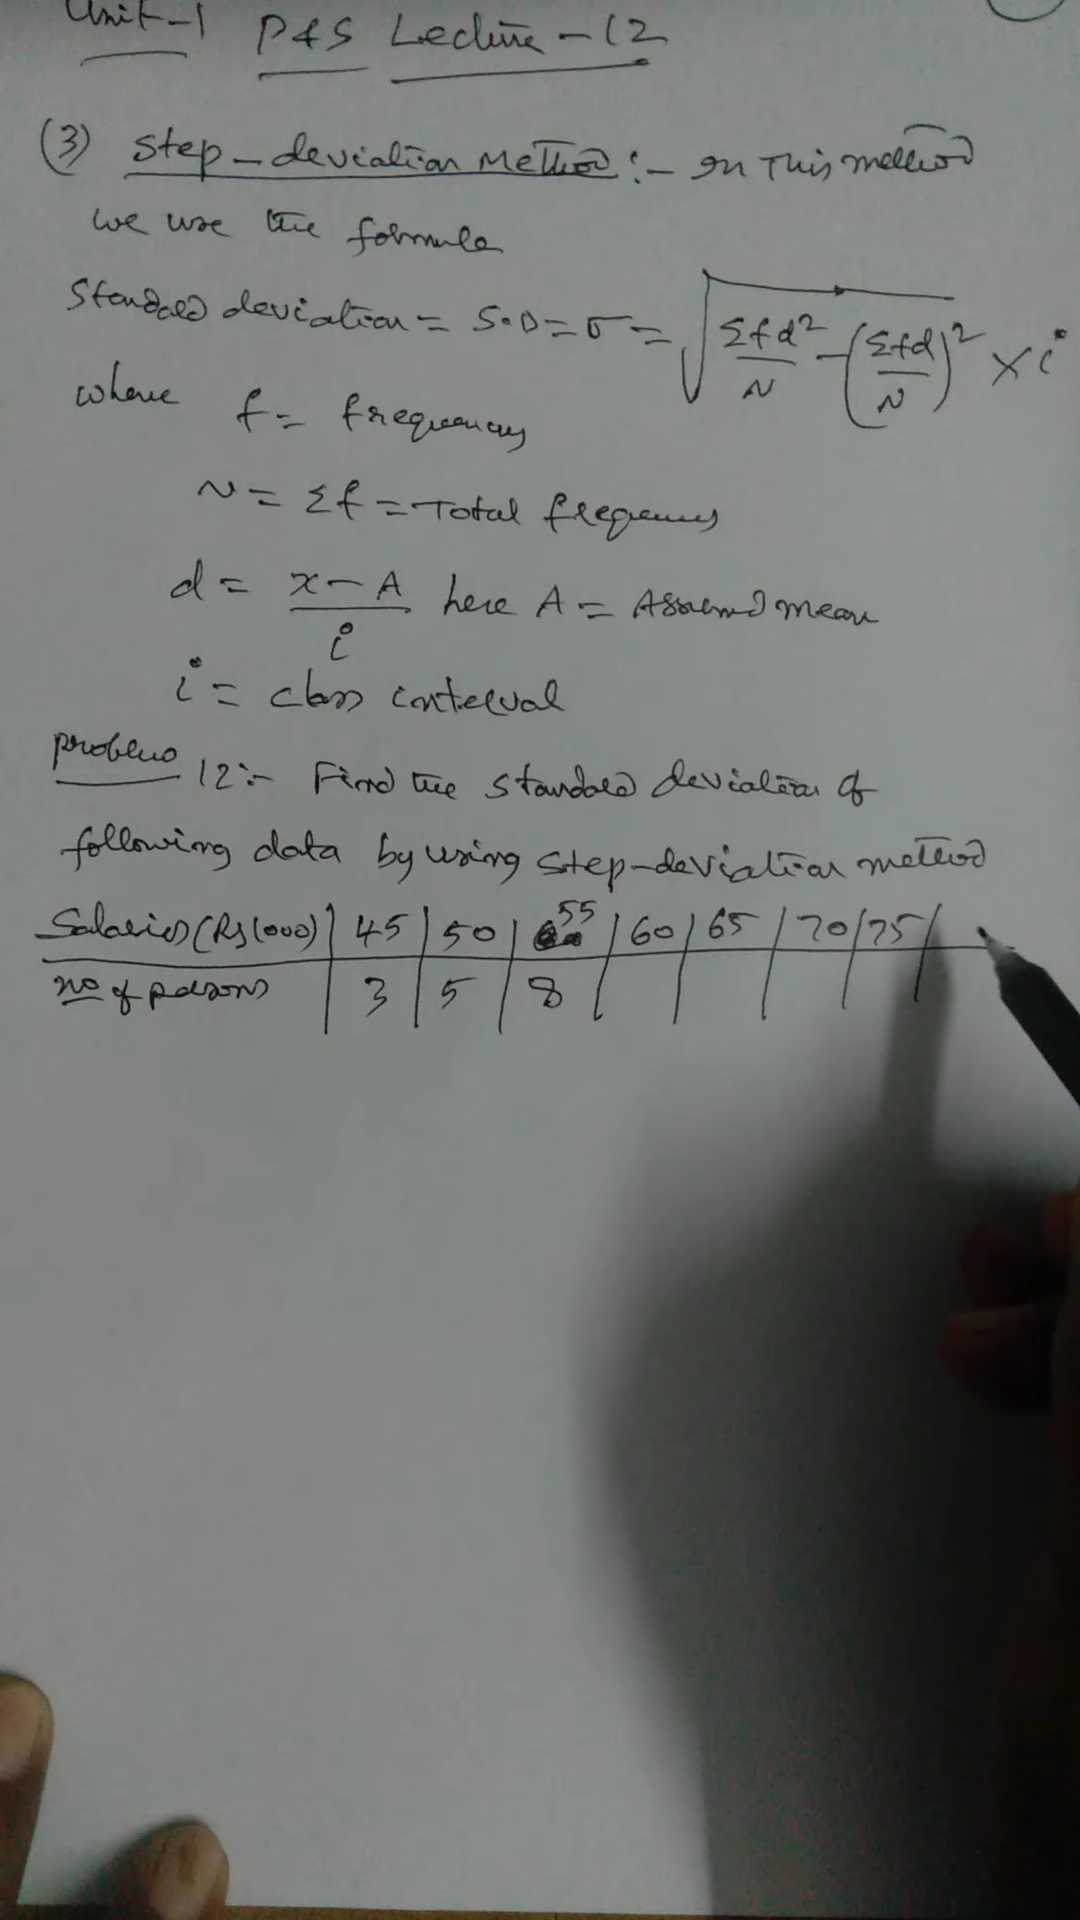 Unit-1 P&S Lecture-12
(3) Step-deviation Method:- In This method
we use the formula
Standard deviation = S.D = σ = √(Σfd²/N - (Σfd/N)²) × i
where f = frequency
N = Σf = Total frequency
d = (x-A)/i here A = Assumed mean
i = class interval
problem 12:- Find the standard deviation of
following data by using step-deviation method
Salaries (Rs(000) | 45 | 50 | 55 | 60 | 65 | 70 | 75 |
no of persons | 3 | 5 | 8 | | | | |